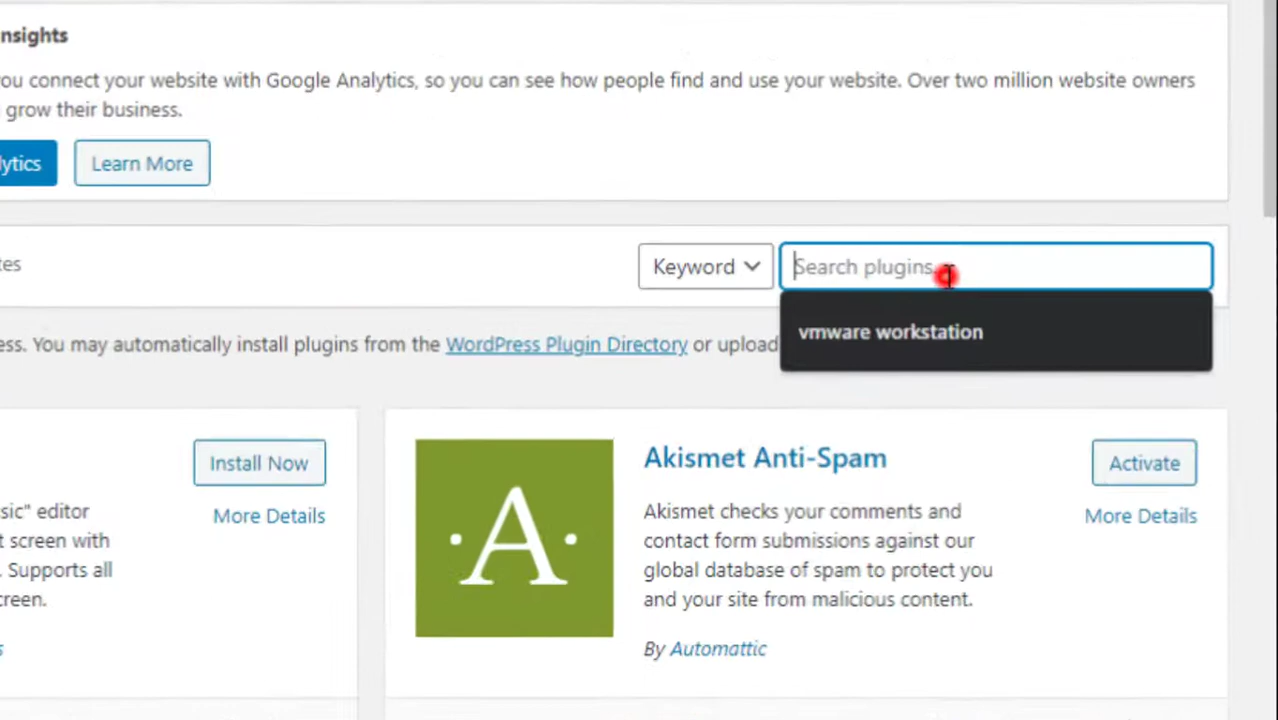 nsights
you connect your website with Google Analytics, so you can see how people find and use your website. Over two million website owners
grow their business.
lytics
Learn More
tes
Keyword
Search plugins
vmware workstation
ess. You may automatically install plugins from the WordPress Plugin Directory or upload
Install Now
More Details
sic" editor
t screen with
. Supports all
creen.
s
A
Akismet Anti-Spam
Activate
More Details
Akismet checks your comments and
contact form submissions against our
global database of spam to protect you
and your site from malicious content.
By Automattic